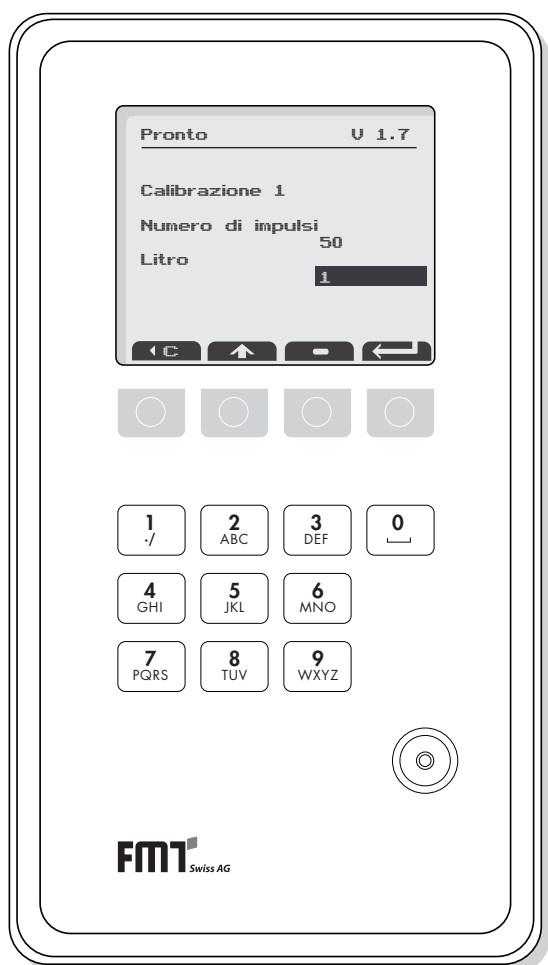 Pronto V 1.7
Calibrazione 1
Numero di impulsi
50
Litro
1
C
1 2 3 0
./ ABC DEF
4 5 6
GHI JKL MNO
7 8 9
PQRS TUV WXYZ
FMT Swiss AG